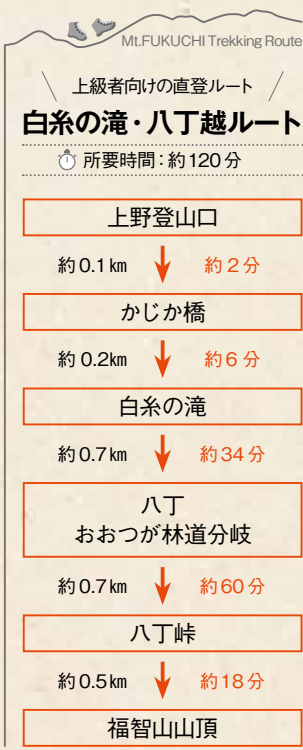 Mt.FUKUCHI Trekking Route
上級者向けの直登ルート
白糸の滝・八丁越ルート
所要時間：約120分
上野登山口
約0.1km 約2分
かじか橋
約0.2km 約6分
白糸の滝
約0.7km 約34分
八丁
おおつが林道分岐
約0.7km 約60分
八丁峠
約0.5km 約18分
福智山山頂